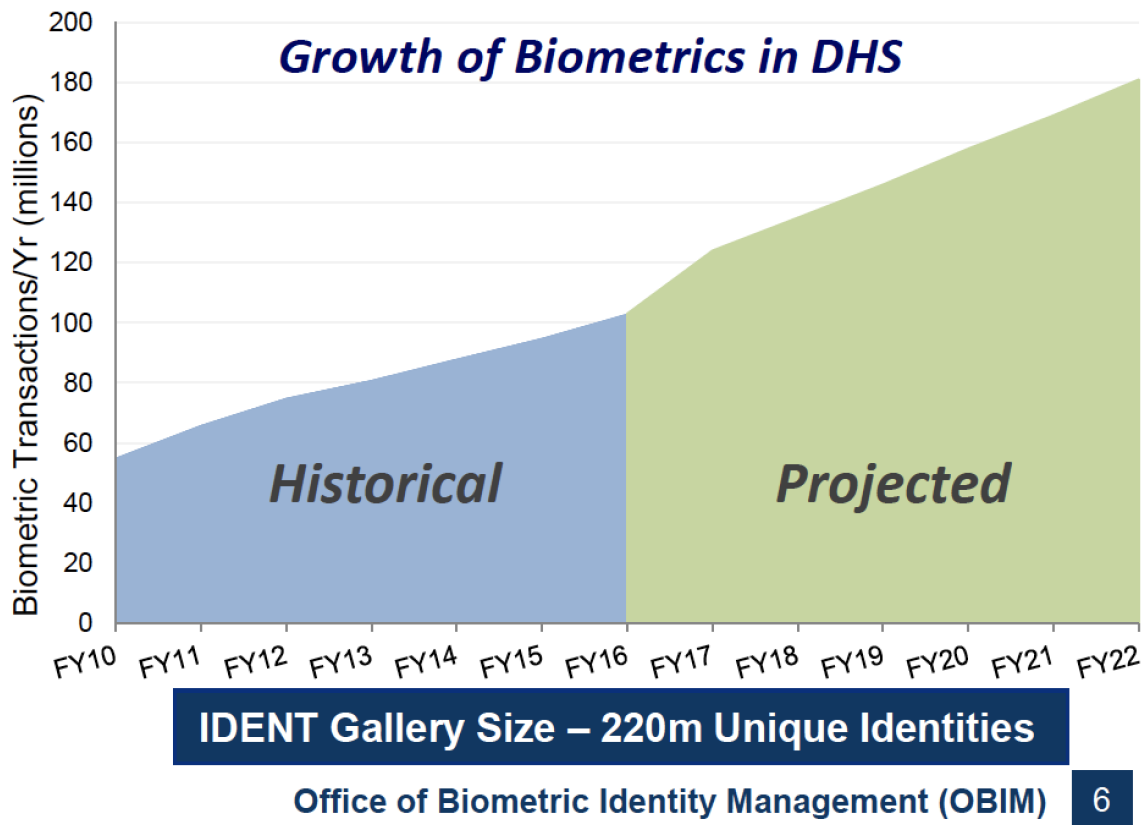 Growth of Biometrics in DHS
Biometric Transactions/Yr (millions)
200
180
160
140
120
100
80
60
40
20
0
Historical
Projected
FY10 FY11 FY12 FY13 FY14 FY15 FY16 FY17 FY18 FY19 FY20 FY21 FY22
IDENT Gallery Size – 220m Unique Identities
Office of Biometric Identity Management (OBIM) 6